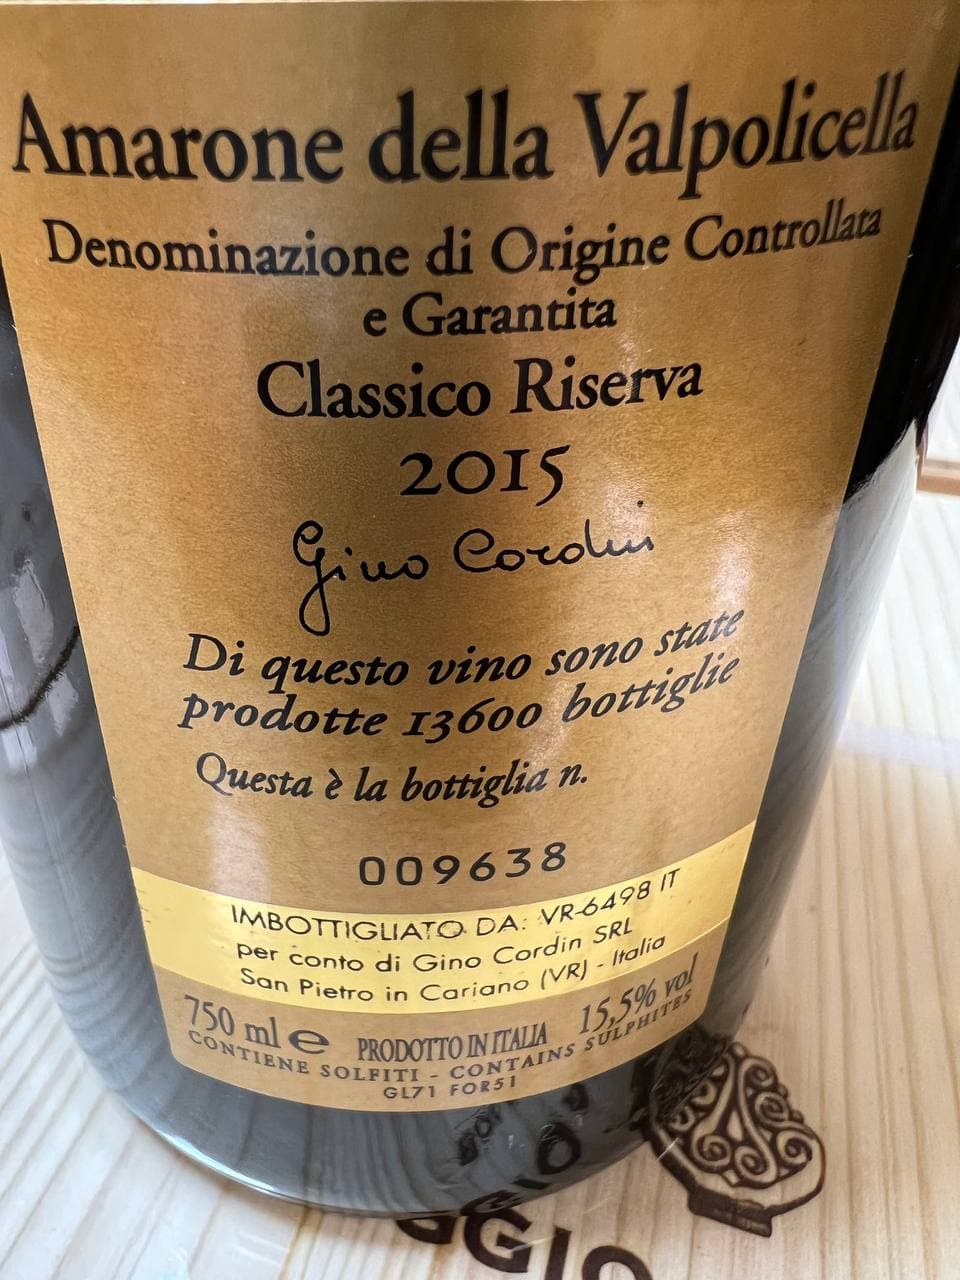 Amarone della Valpolicella
Denominazione di Origine Controllata
e Garantita
Classico Riserva
2015
Gino Cordin
Di questo vino sono state
prodotte 13600 bottiglie
Questa è la bottiglia n.
009638
IMBOTTIGLIATO DA: VR-6498 IT
per conto di Gino Cordin SRL
San Pietro in Cariano (VR) - Italia
750 ml e PRODOTTO IN ITALIA 15,5% vol
CONTIENE SOLFITI - CONTAINS SULPHITES
GL71 FOR51
GGIO